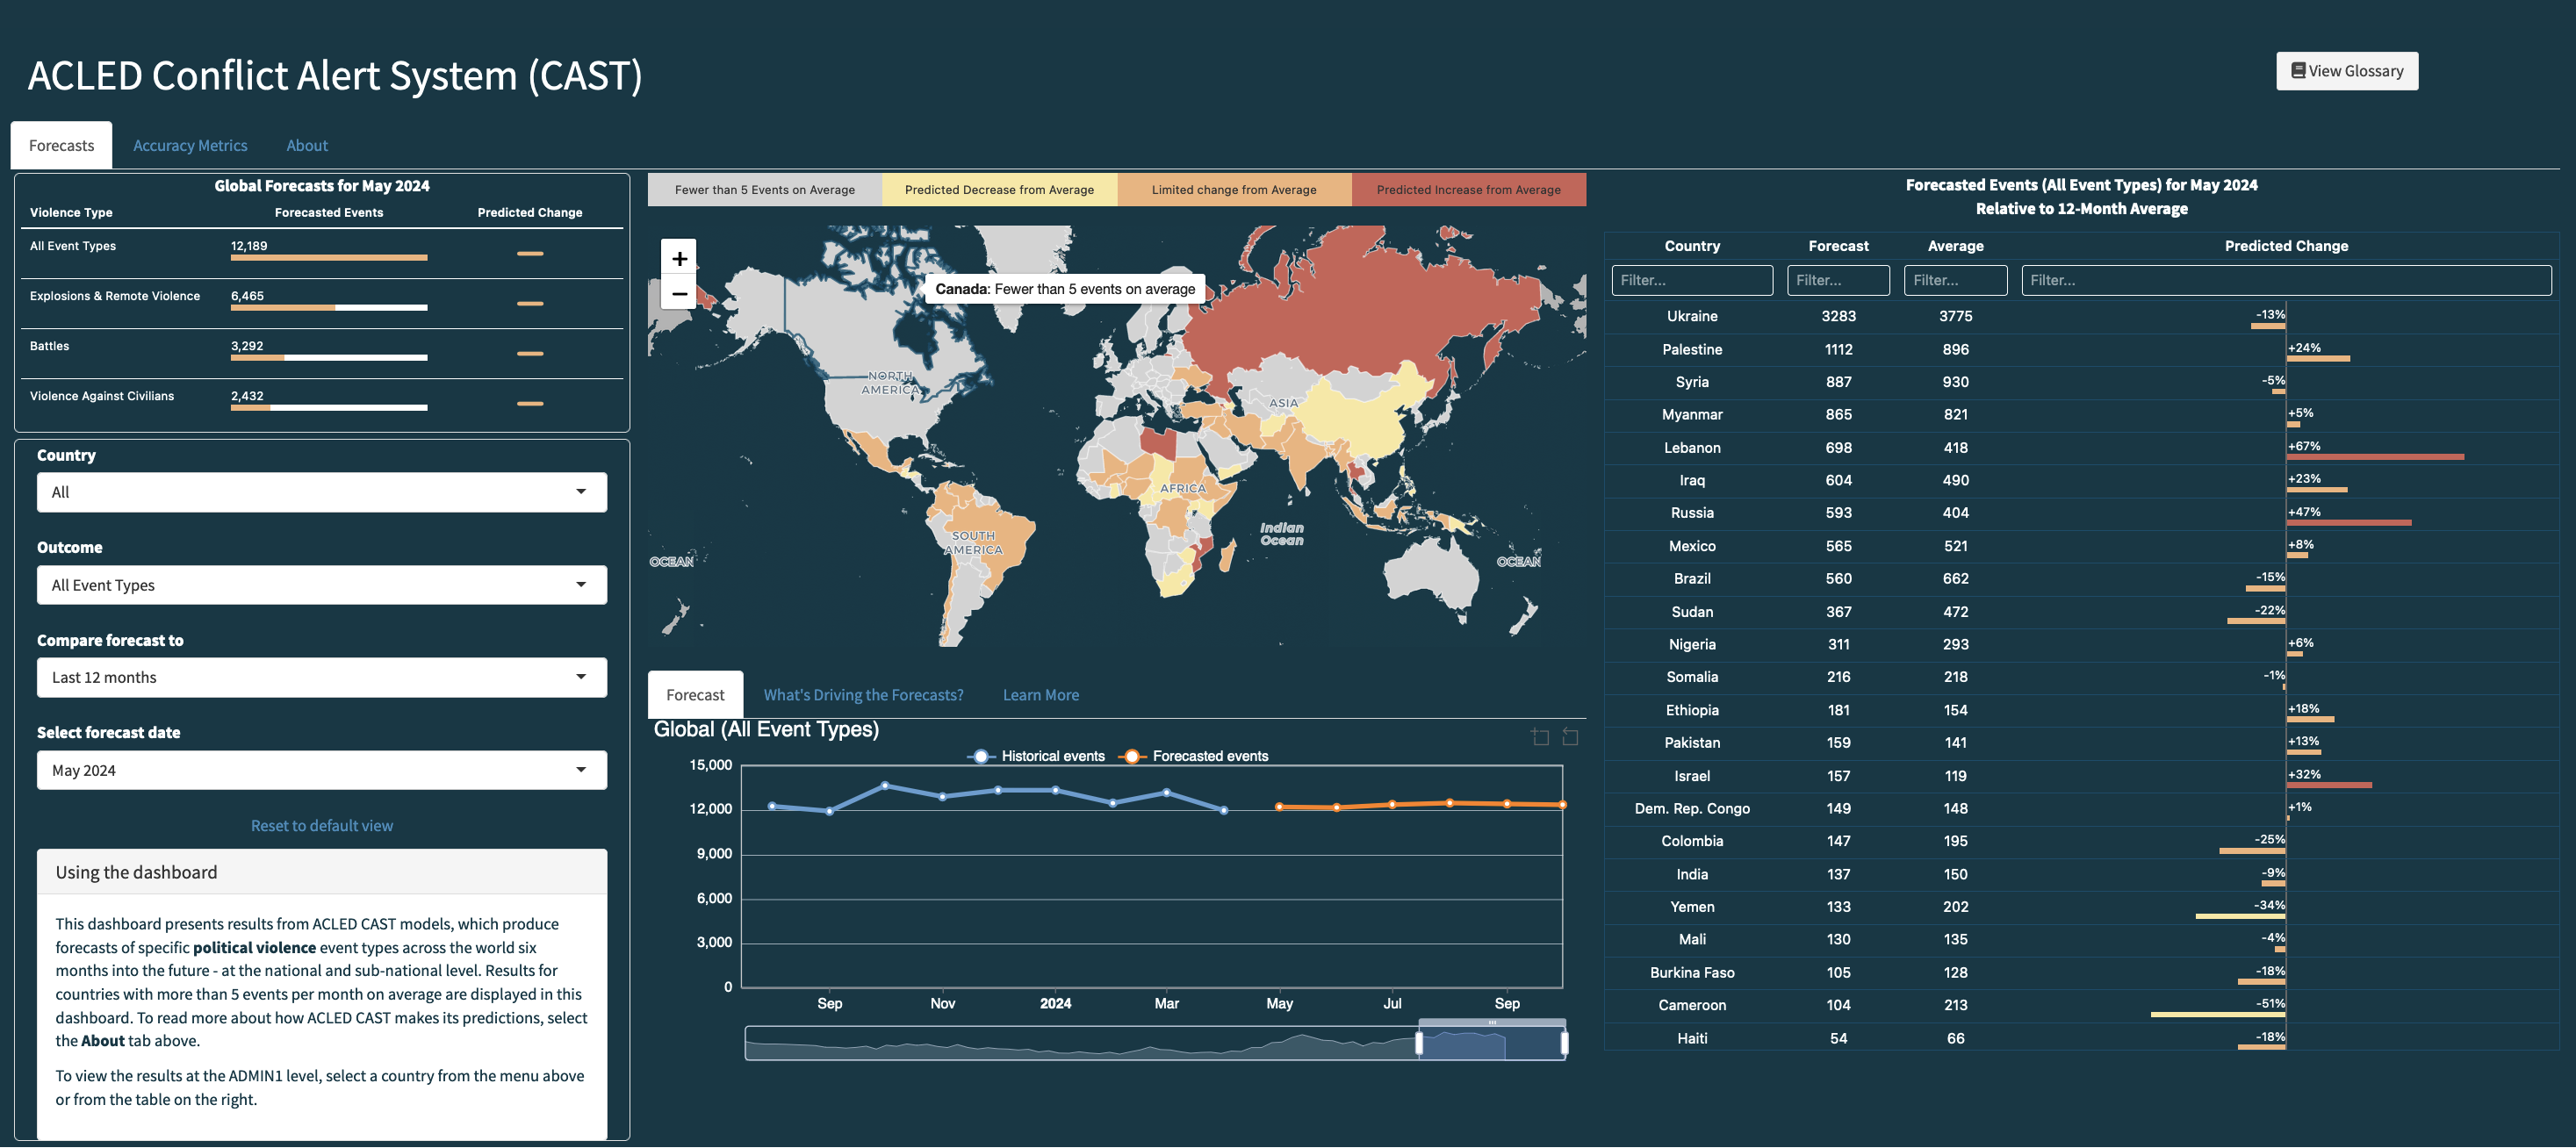 ACLED Conflict Alert System (CAST)
View Glossary
Forecasts
Accuracy Metrics
About
Global Forecasts for May 2024
Violence Type Forecasted Events Predicted Change
All Event Types 12,189
Explosions & Remote Violence 6,465
Battles 3,292
Violence Against Civilians 2,432
Country
All
Outcome
All Event Types
Compare forecast to
Last 12 months
Select forecast date
May 2024
Reset to default view
Using the dashboard
This dashboard presents results from ACLED CAST models, which produce
forecasts of specific political violence event types across the world six
months into the future - at the national and sub-national level. Results for
countries with more than 5 events per month on average are displayed in this
dashboard. To read more about how ACLED CAST makes its predictions, select
the About tab above.
To view the results at the ADMIN1 level, select a country from the menu above
or from the table on the right.
Fewer than 5 Events on Average
Predicted Decrease from Average
Limited change from Average
Predicted Increase from Average
+
−
Canada: Fewer than 5 events on average
NORTH
AMERICA
ASIA
AFRICA
SOUTH
AMERICA
Indian
Ocean
OCEAN
OCEAN
Forecast
What's Driving the Forecasts?
Learn More
Global (All Event Types)
Historical events
Forecasted events
15,000
12,000
9,000
6,000
3,000
0
Sep Nov 2024 Mar May Jul Sep
Forecasted Events (All Event Types) for May 2024
Relative to 12-Month Average
Country Forecast Average Predicted Change
Filter... Filter... Filter... Filter...
Ukraine 3283 3775 -13%
Palestine 1112 896 +24%
Syria 887 930 -5%
Myanmar 865 821 +5%
Lebanon 698 418 +67%
Iraq 604 490 +23%
Russia 593 404 +47%
Mexico 565 521 +8%
Brazil 560 662 -15%
Sudan 367 472 -22%
Nigeria 311 293 +6%
Somalia 216 218 -1%
Ethiopia 181 154 +18%
Pakistan 159 141 +13%
Israel 157 119 +32%
Dem. Rep. Congo 149 148 +1%
Colombia 147 195 -25%
India 137 150 -9%
Yemen 133 202 -34%
Mali 130 135 -4%
Burkina Faso 105 128 -18%
Cameroon 104 213 -51%
Haiti 54 66 -18%